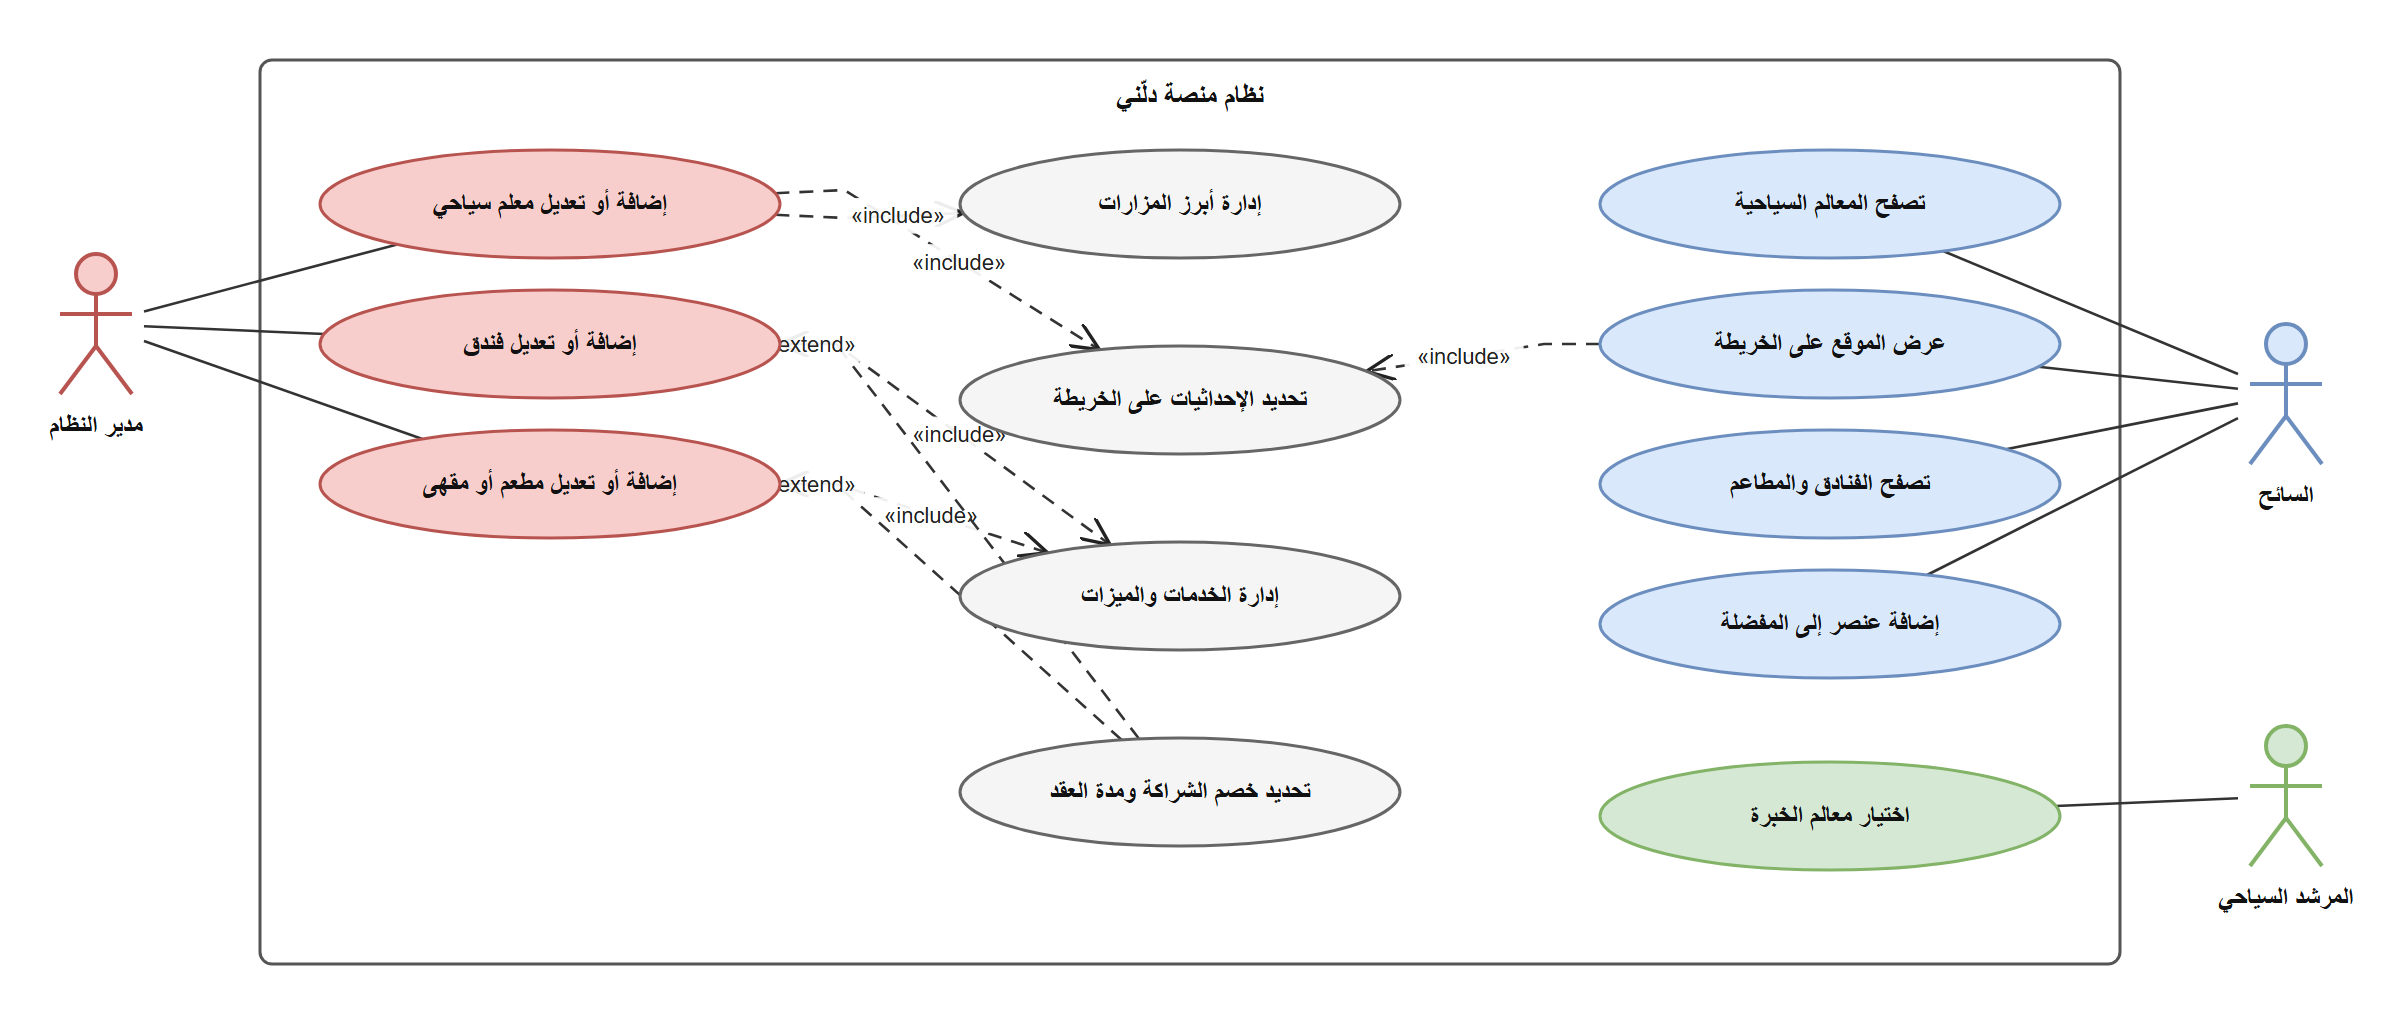 نظام منصة دلّني
إضافة أو تعديل معلم سياحي
إدارة أبرز المزارات
تصفح المعالم السياحية
«include»
«include»
إضافة أو تعديل فندق
extend»
عرض الموقع على الخريطة
«include»
تحديد الإحداثيات على الخريطة
مدير النظام
«include»
إضافة أو تعديل مطعم أو مقهى
extend»
تصفح الفنادق والمطاعم
السائح
«include»
إدارة الخدمات والميزات
إضافة عنصر إلى المفضلة
تحديد خصم الشراكة ومدة العقد
اختيار معالم الخبرة
المرشد السياحي